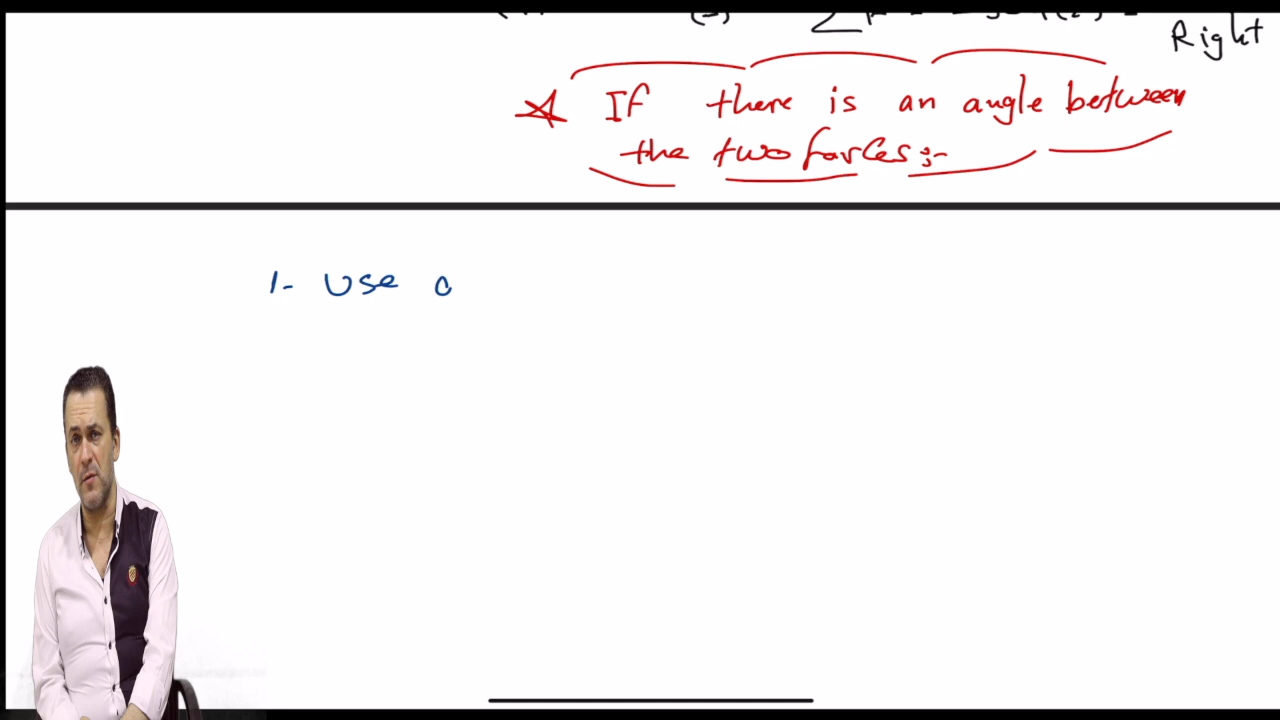 Right
If there is an angle between
the two forces:-
1- Use